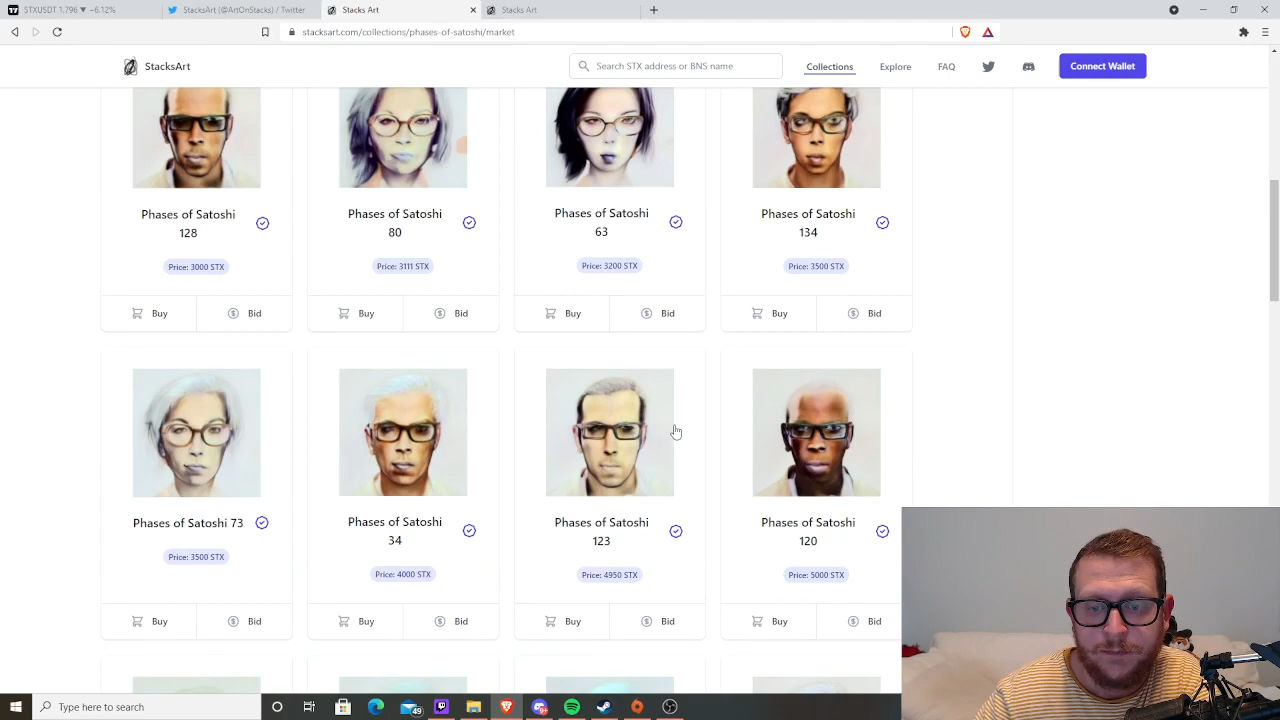 STXUSDT 1,796 ▼ −6.12%
StacksArt (@ArtOnStacks) / Twitter
Stacks Art
Stacks Art
stacksart.com/collections/phases-of-satoshi/market
StacksArt
Search STX address or BNS name
Collections
Explore
FAQ
Connect Wallet
Phases of Satoshi
128
Phases of Satoshi
80
Phases of Satoshi
63
Phases of Satoshi
134
Price: 3000 STX
Price: 3111 STX
Price: 3200 STX
Price: 3500 STX
Buy
Bid
Buy
Bid
Buy
Bid
Buy
Bid
Phases of Satoshi 73
Phases of Satoshi
34
Phases of Satoshi
123
Phases of Satoshi
120
Price: 3500 STX
Price: 4000 STX
Price: 4950 STX
Price: 5000 STX
Buy
Bid
Buy
Bid
Buy
Bid
Buy
Bid
Type here to search
49